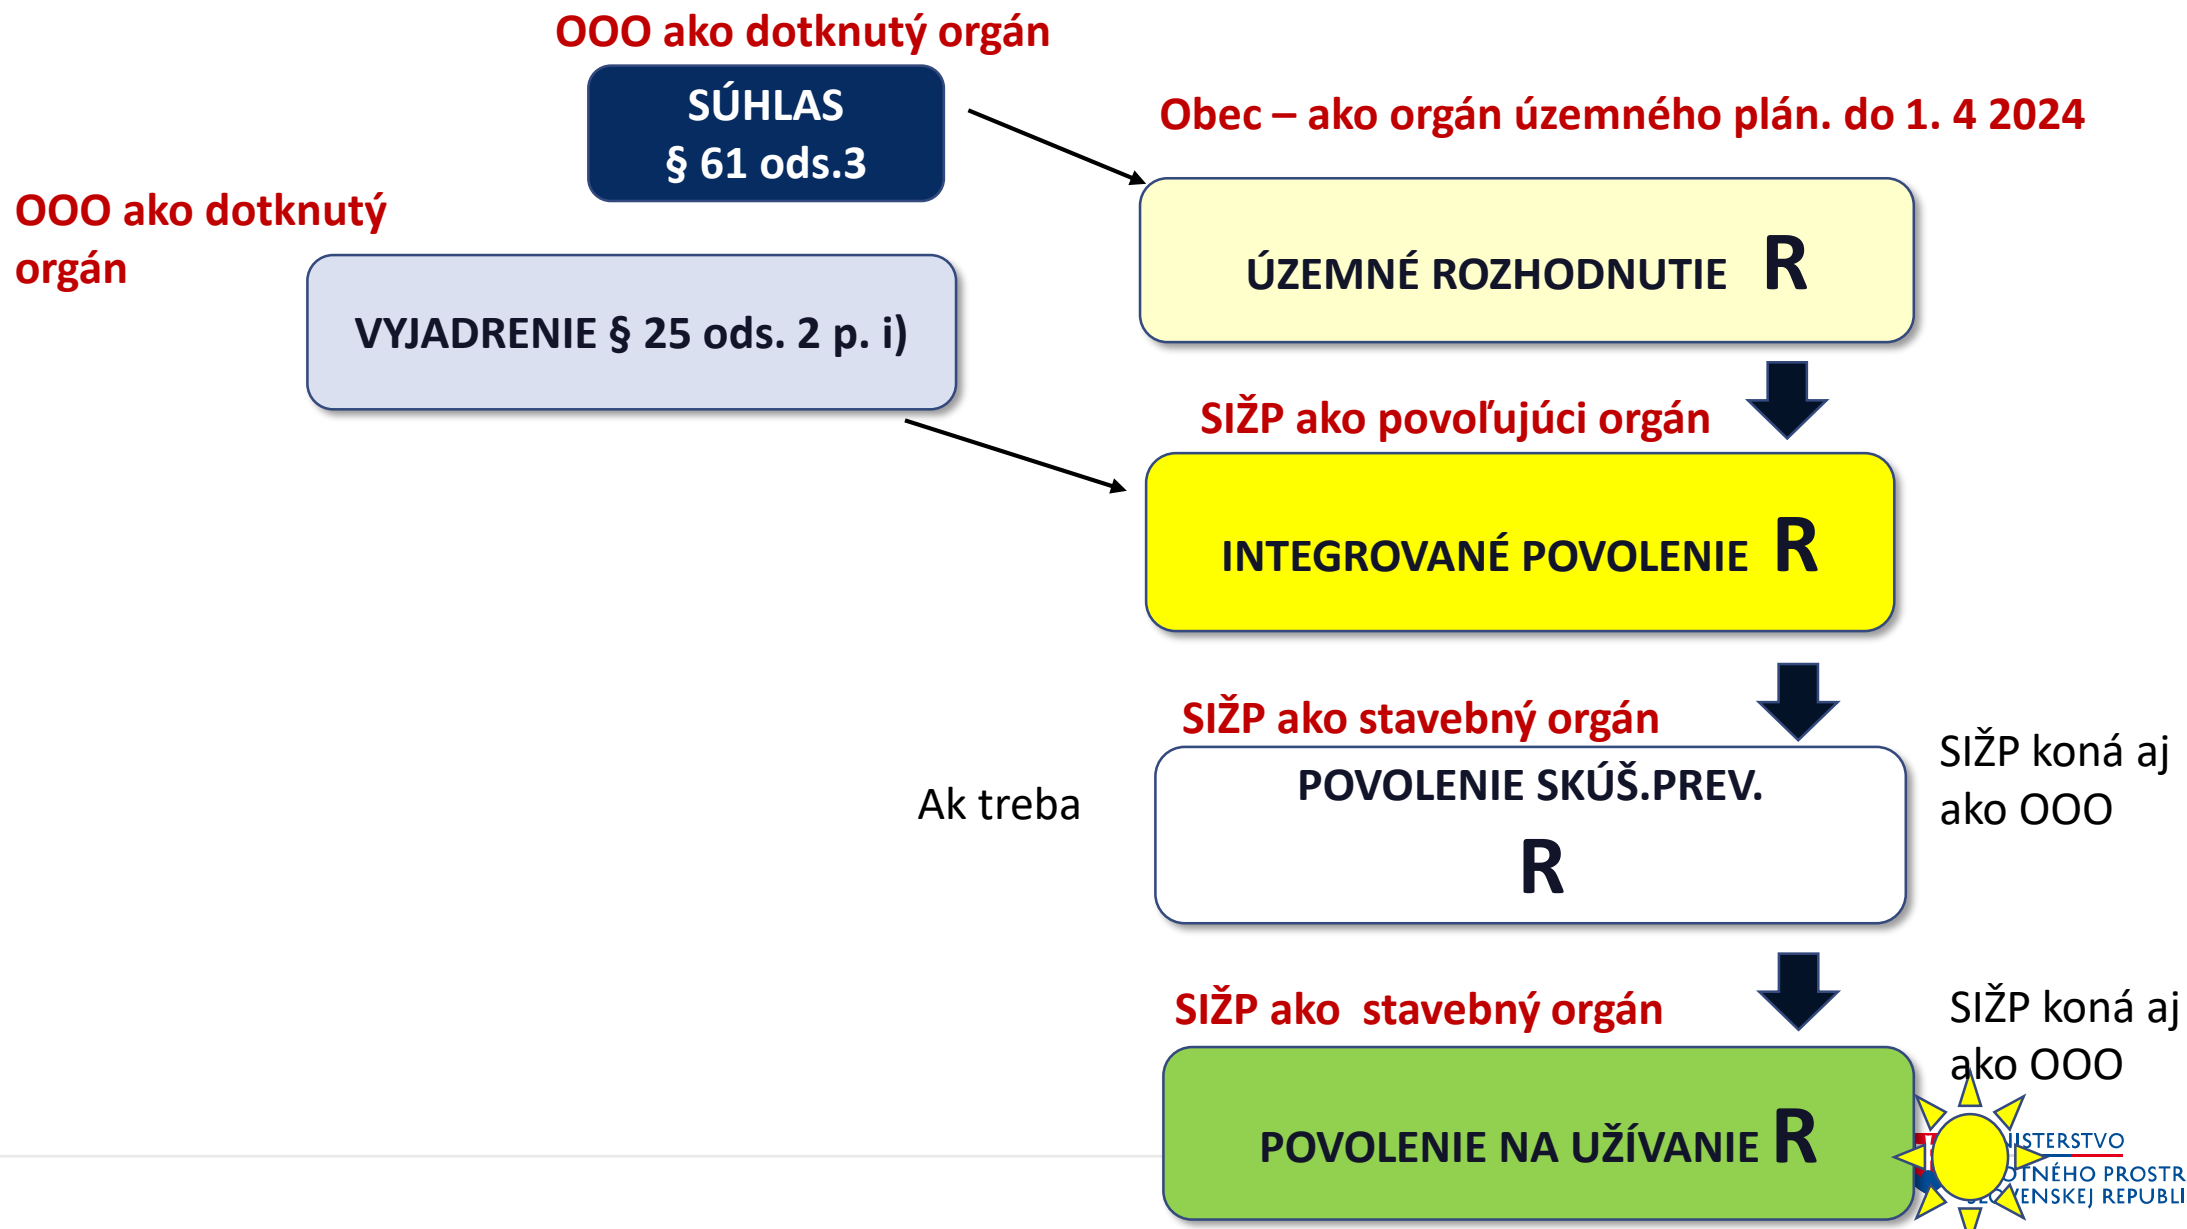 OOO ako dotknutý orgán
SÚHLAS
§ 61 ods.3
Obec – ako orgán územného plán. do 1. 4 2024
OOO ako dotknutý
orgán
ÚZEMNÉ ROZHODNUTIE R
VYJADRENIE § 25 ods. 2 p. i)
SIŽP ako povoľujúci orgán
INTEGROVANÉ POVOLENIE R
SIŽP ako stavebný orgán
POVOLENIE SKÚŠ.PREV.
R
Ak treba
SIŽP koná aj
ako OOO
SIŽP ako stavebný orgán
SIŽP koná aj
ako OOO
POVOLENIE NA UŽÍVANIE R